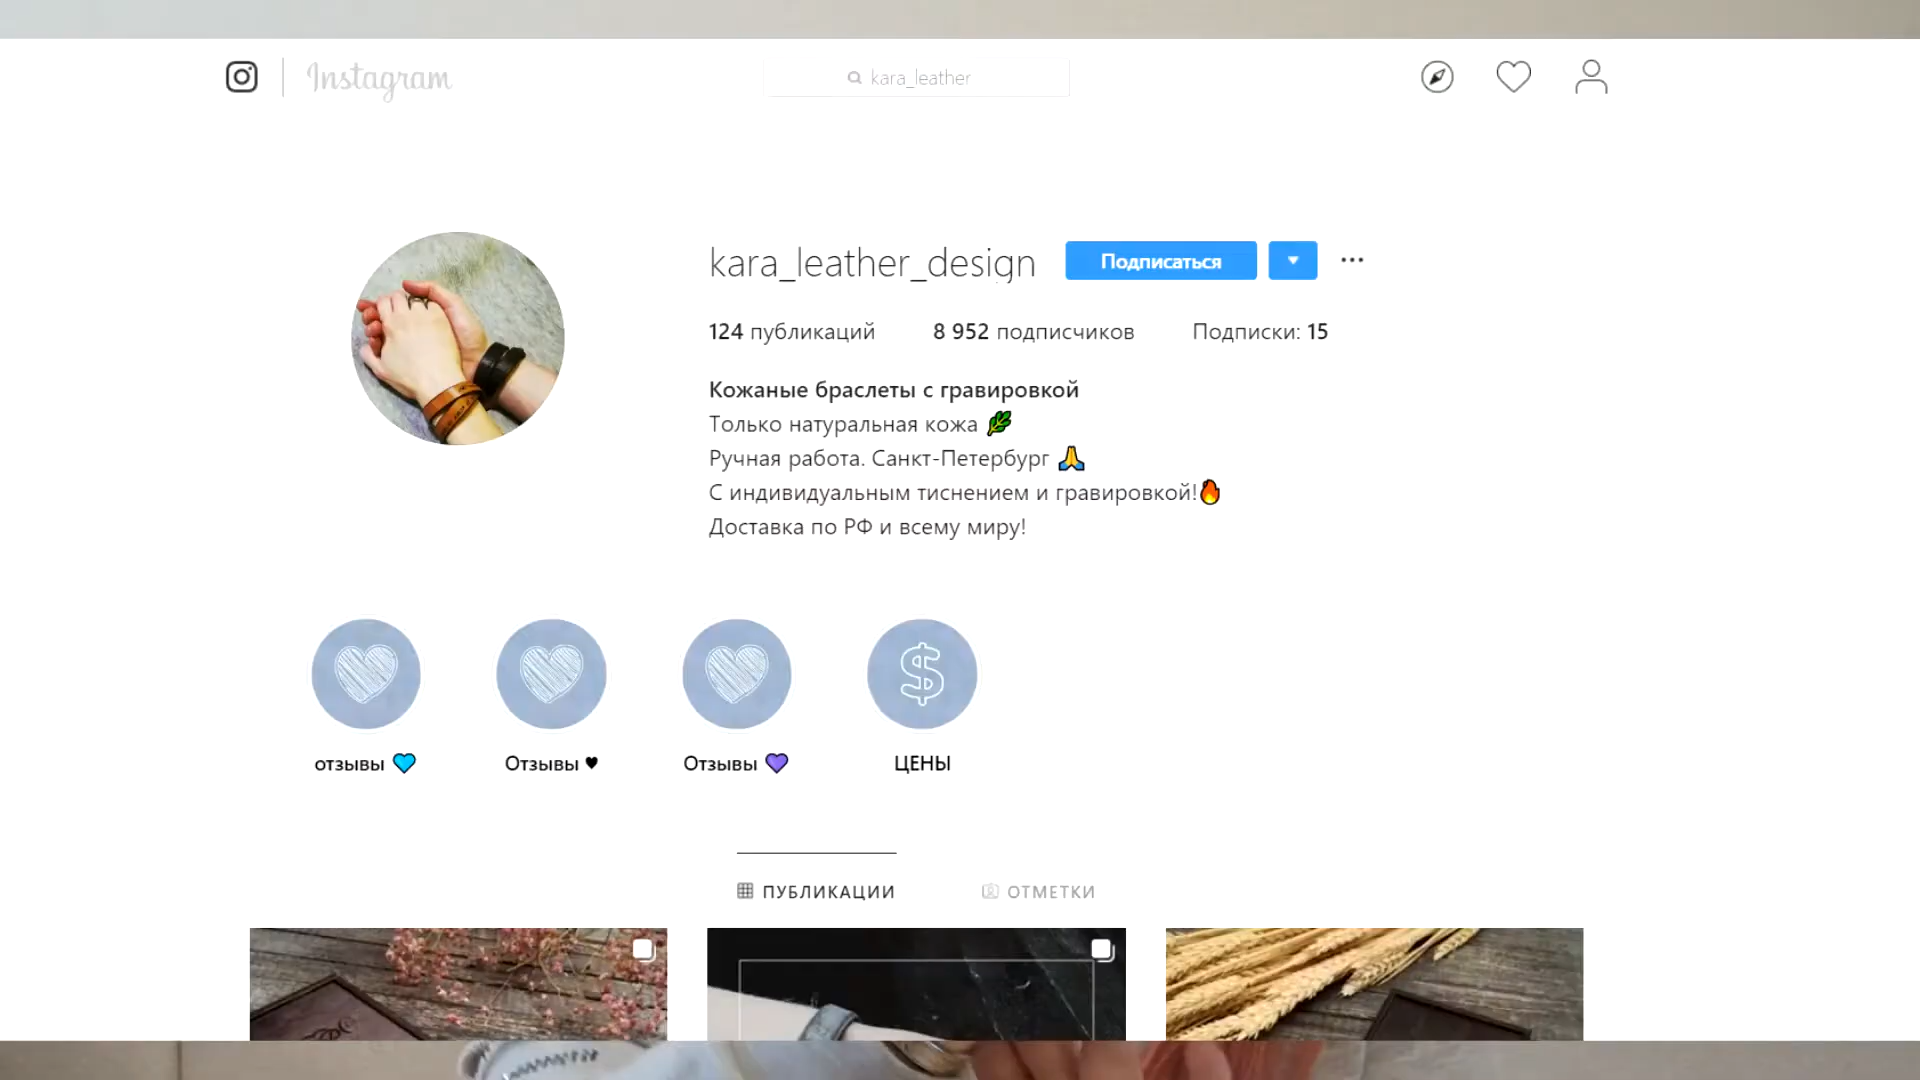 Instagram
kara_leather
kara_leather_design
Подписаться
124 публикаций
8 952 подписчиков
Подписки: 15
Кожаные браслеты с гравировкой
Только натуральная кожа 🌿
Ручная работа. Санкт-Петербург 🙏
С индивидуальным тиснением и гравировкой!🔥
Доставка по РФ и всему миру!
отзывы 💙
Отзывы ♥
Отзывы 💜
ЦЕНЫ
ПУБЛИКАЦИИ
ОТМЕТКИ